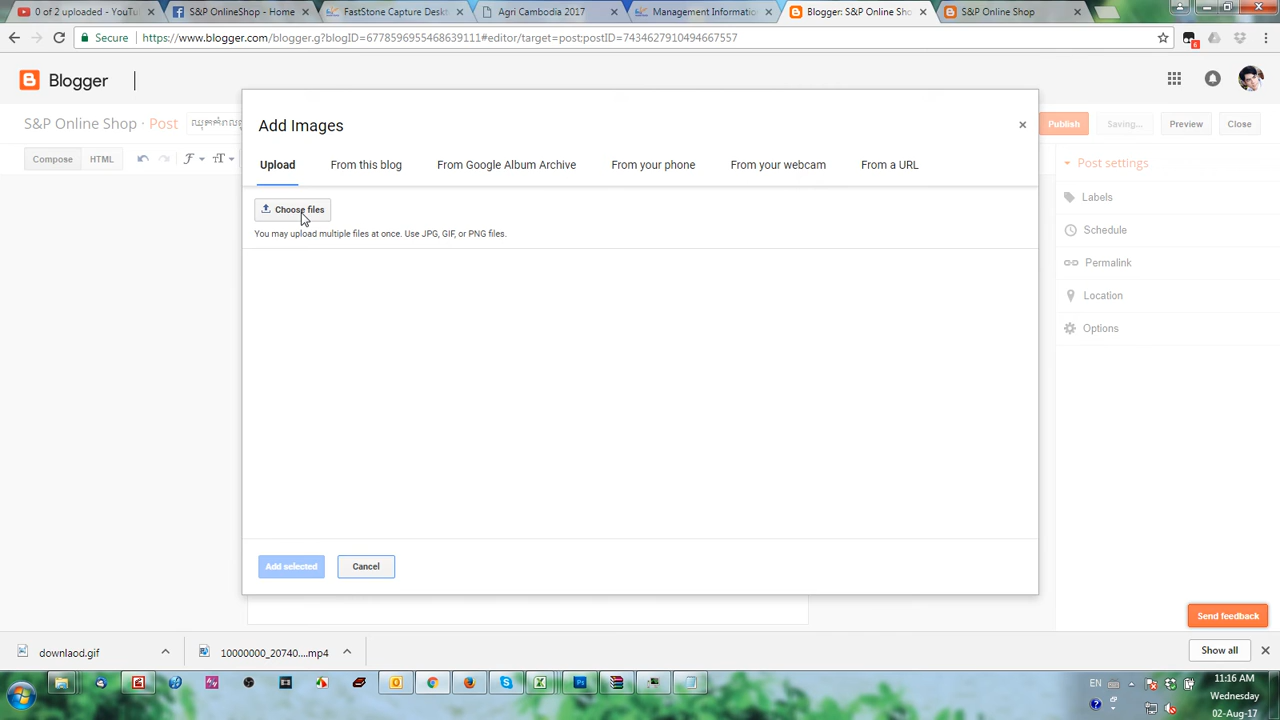 0 of 2 uploaded - YouTu
S&P OnlineShop - Home
FastStone Capture Deskt
Agri Cambodia 2017
Management Informatio
Blogger: S&P Online Sho
S&P Online Shop
Secure
https://www.blogger.com/blogger.g?blogID=6778596955468639111#editor/target=post;postID=7434627910494667557
6
Blogger
S&P Online Shop · Post
Publish
Saving...
Preview
Close
Compose
HTML
Add Images
Upload
From this blog
From Google Album Archive
From your phone
From your webcam
From a URL
Choose files
You may upload multiple files at once. Use JPG, GIF, or PNG files.
Post settings
Labels
Schedule
Permalink
Location
Options
Add selected
Cancel
Send feedback
downlaod.gif
10000000_20740....mp4
Show all
EN
11:16 AM
Wednesday
02-Aug-17